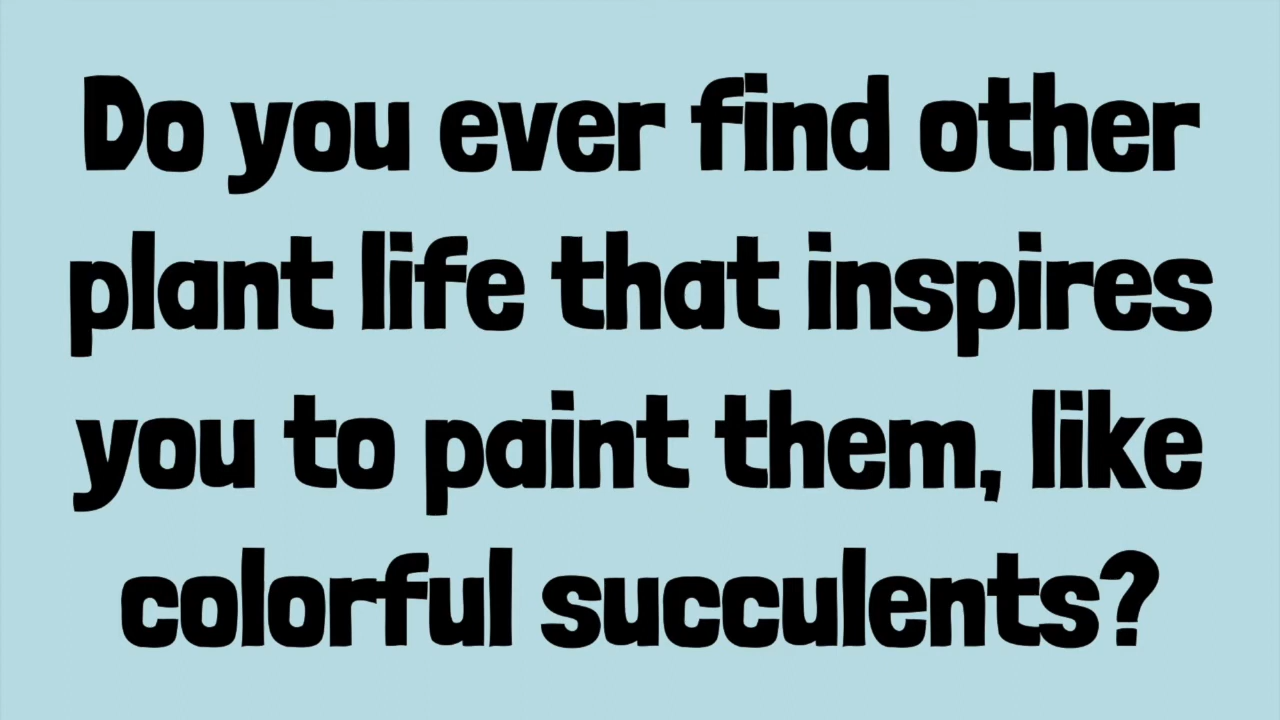 Do you ever find other
plant life that inspires
you to paint them, like
colorful succulents?